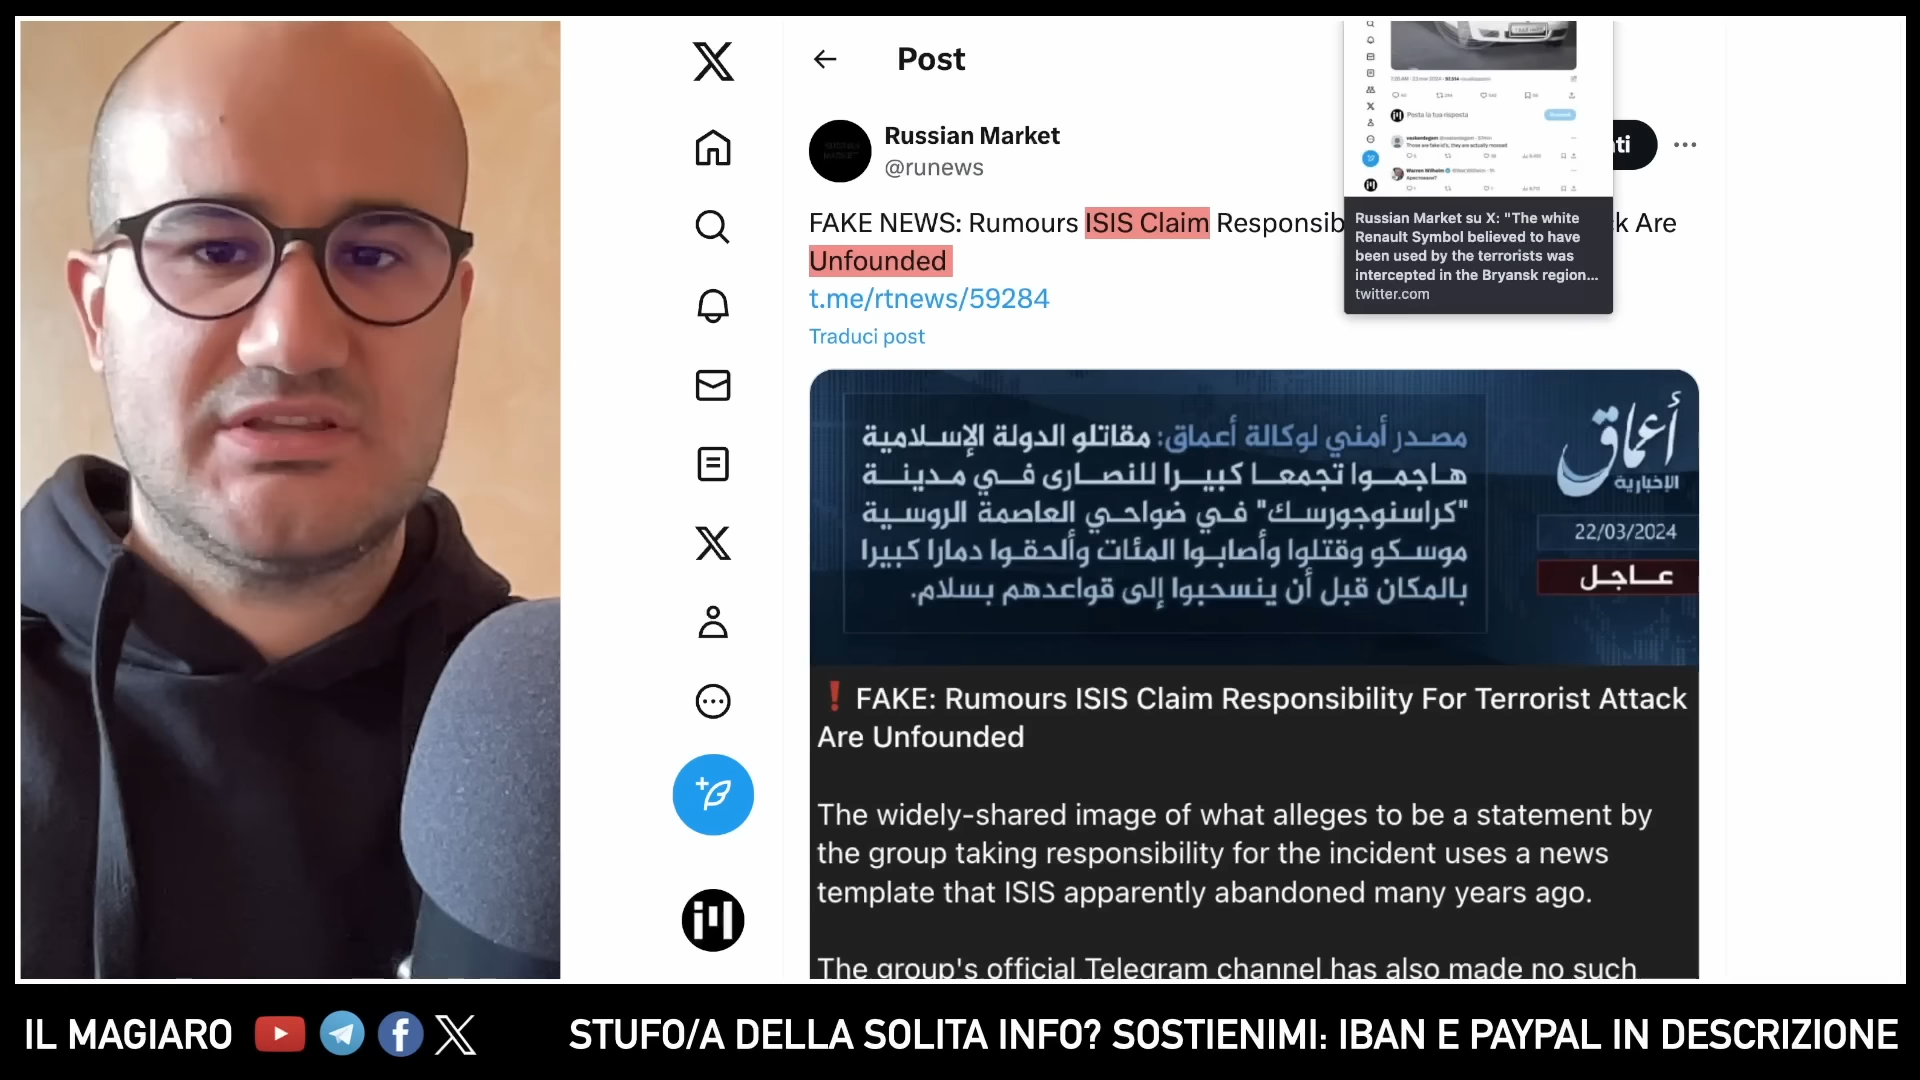 Post
Russian Market
@runews
ti
FAKE NEWS: Rumours ISIS Claim Responsib
k Are
Unfounded
t.me/rtnews/59284
Traduci post
Posta la tua risposta
Russian Market su X: "The white
Renault Symbol believed to have
been used by the terrorists was
intercepted in the Bryansk region...
twitter.com
مصدر أمني لوكالة أعماق: مقاتلو الدولة الإسلامية
هاجموا تجمعا كبيرا للنصارى في مدينة
"كراسنوجورسك" في ضواحي العاصمة الروسية
موسكو وقتلوا وأصابوا المئات وألحقوا دمارا كبيرا
بالمكان قبل أن ينسحبوا إلى قواعدهم بسلام.
أعماق
الإخبارية
22/03/2024
عاجل
❗ FAKE: Rumours ISIS Claim Responsibility For Terrorist Attack
Are Unfounded
The widely-shared image of what alleges to be a statement by
the group taking responsibility for the incident uses a news
template that ISIS apparently abandoned many years ago.
The group's official Telegram channel has also made no such
IL MAGIARO
STUFO/A DELLA SOLITA INFO? SOSTIENIMI: IBAN E PAYPAL IN DESCRIZIONE